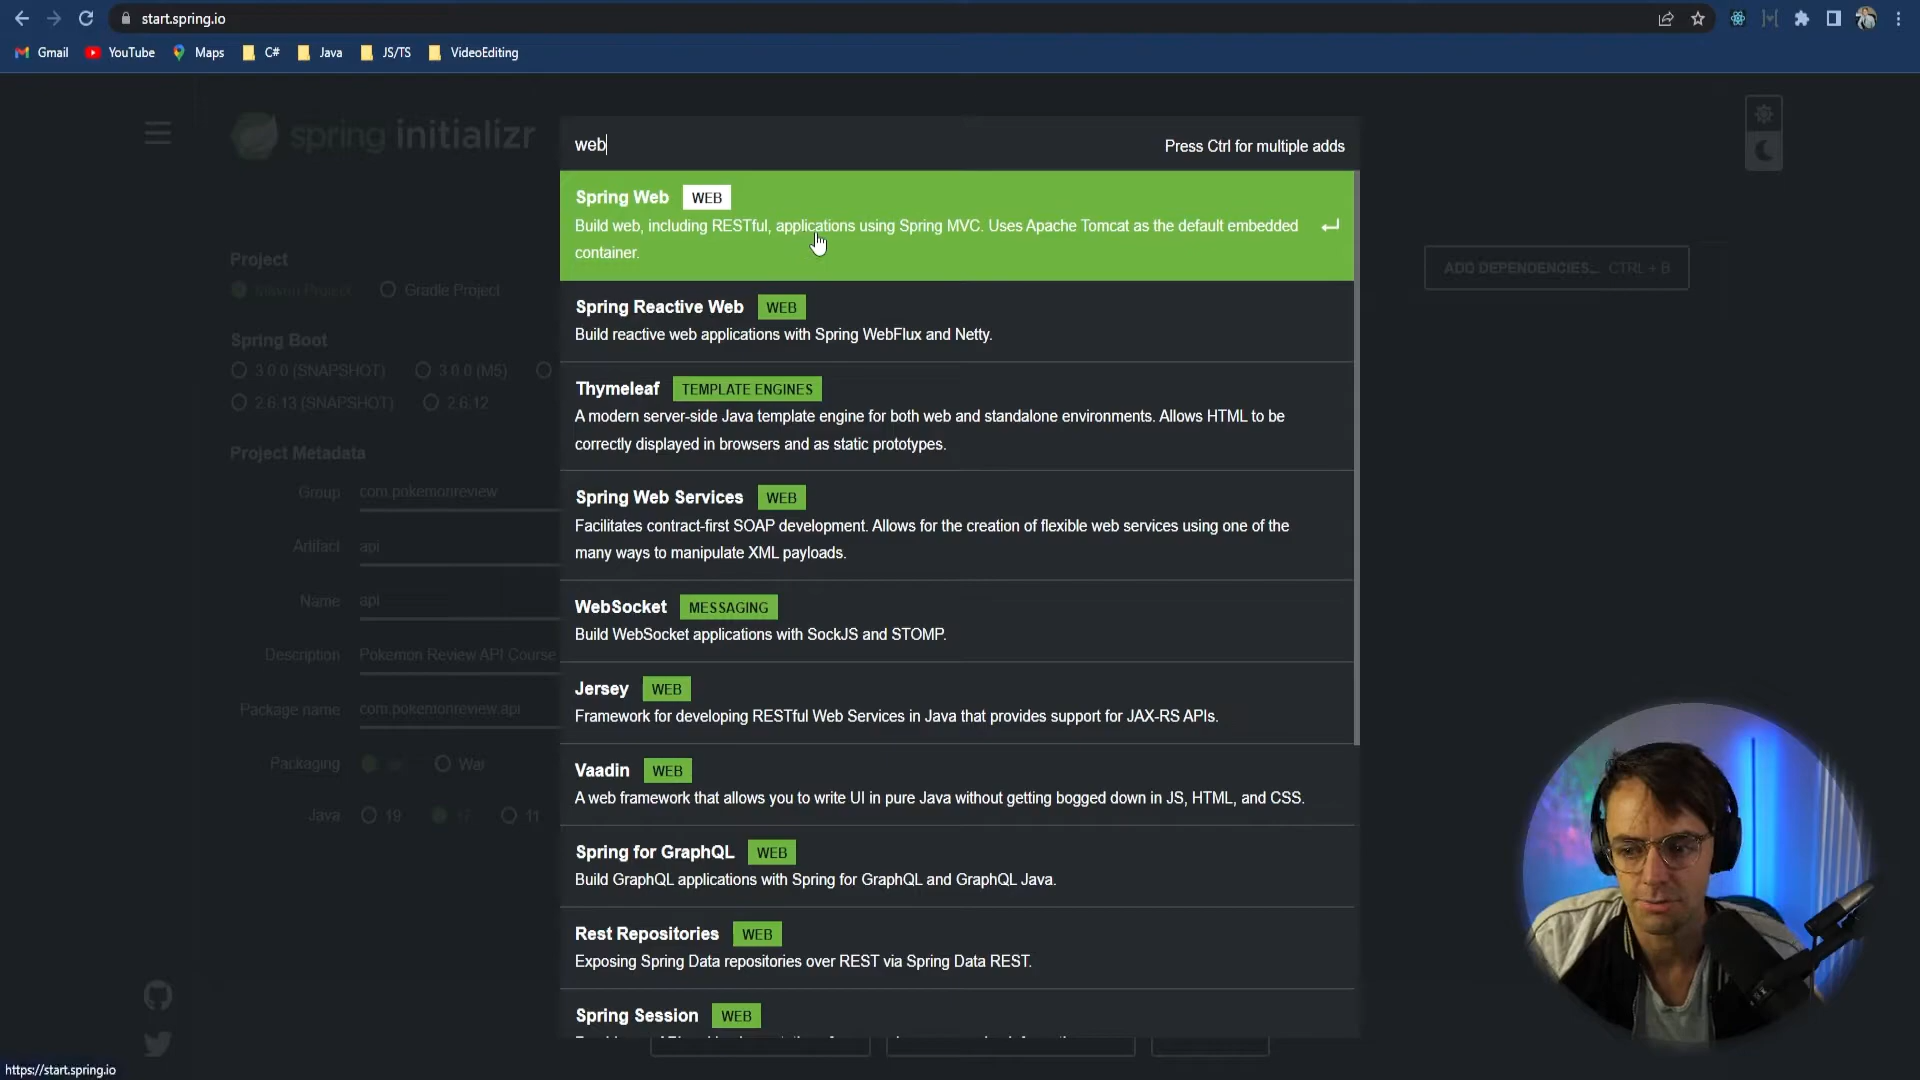 start.spring.io
Gmail YouTube Maps C# Java JS/TS VideoEditing
spring initializr
web
Press Ctrl for multiple adds
Spring Web WEB
Build web, including RESTful, applications using Spring MVC. Uses Apache Tomcat as the default embedded
container.
Project
Maven Project Gradle Project
ADD DEPENDENCIES... CTRL + B
Spring Reactive Web WEB
Build reactive web applications with Spring WebFlux and Netty.
Spring Boot
3.0.0 (SNAPSHOT) 3.0.0 (M5)
2.6.13 (SNAPSHOT) 2.6.12
Thymeleaf TEMPLATE ENGINES
A modern server-side Java template engine for both web and standalone environments. Allows HTML to be
correctly displayed in browsers and as static prototypes.
Project Metadata
Group com.pokemonreview
Artifact api
Name api
Description Pokemon Review API Course
Package name com.pokemonreview.api
Packaging War
Java 19 17 11
Spring Web Services WEB
Facilitates contract-first SOAP development. Allows for the creation of flexible web services using one of the
many ways to manipulate XML payloads.
WebSocket MESSAGING
Build WebSocket applications with SockJS and STOMP.
Jersey WEB
Framework for developing RESTful Web Services in Java that provides support for JAX-RS APIs.
Vaadin WEB
A web framework that allows you to write UI in pure Java without getting bogged down in JS, HTML, and CSS.
Spring for GraphQL WEB
Build GraphQL applications with Spring for GraphQL and GraphQL Java.
Rest Repositories WEB
Exposing Spring Data repositories over REST via Spring Data REST.
Spring Session WEB
https://start.spring.io